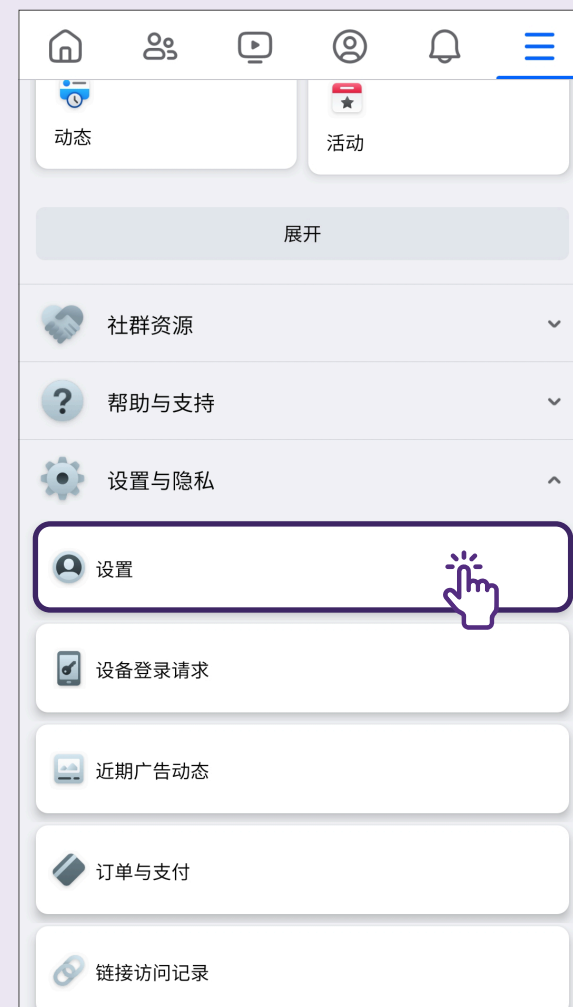 动态
活动
展开
社群资源
帮助与支持
设置与隐私
设置
设备登录请求
近期广告动态
订单与支付
链接访问记录